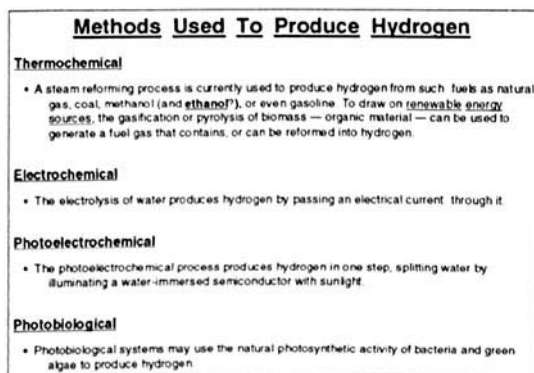 Methods Used To Produce Hydrogen
Thermochemical
• A steam reforming process is currently used to produce hydrogen from such fuels as natural
gas, coal, methanol (and ethanol?), or even gasoline. To draw on renewable energy
sources, the gasification or pyrolysis of biomass — organic material — can be used to
generate a fuel gas that contains, or can be reformed into hydrogen.
Electrochemical
• The electrolysis of water produces hydrogen by passing an electrical current through it.
Photoelectrochemical
• The photoelectrochemical process produces hydrogen in one step, splitting water by
illuminating a water-immersed semiconductor with sunlight.
Photobiological
• Photobiological systems may use the natural photosynthetic activity of bacteria and green
algae to produce hydrogen.